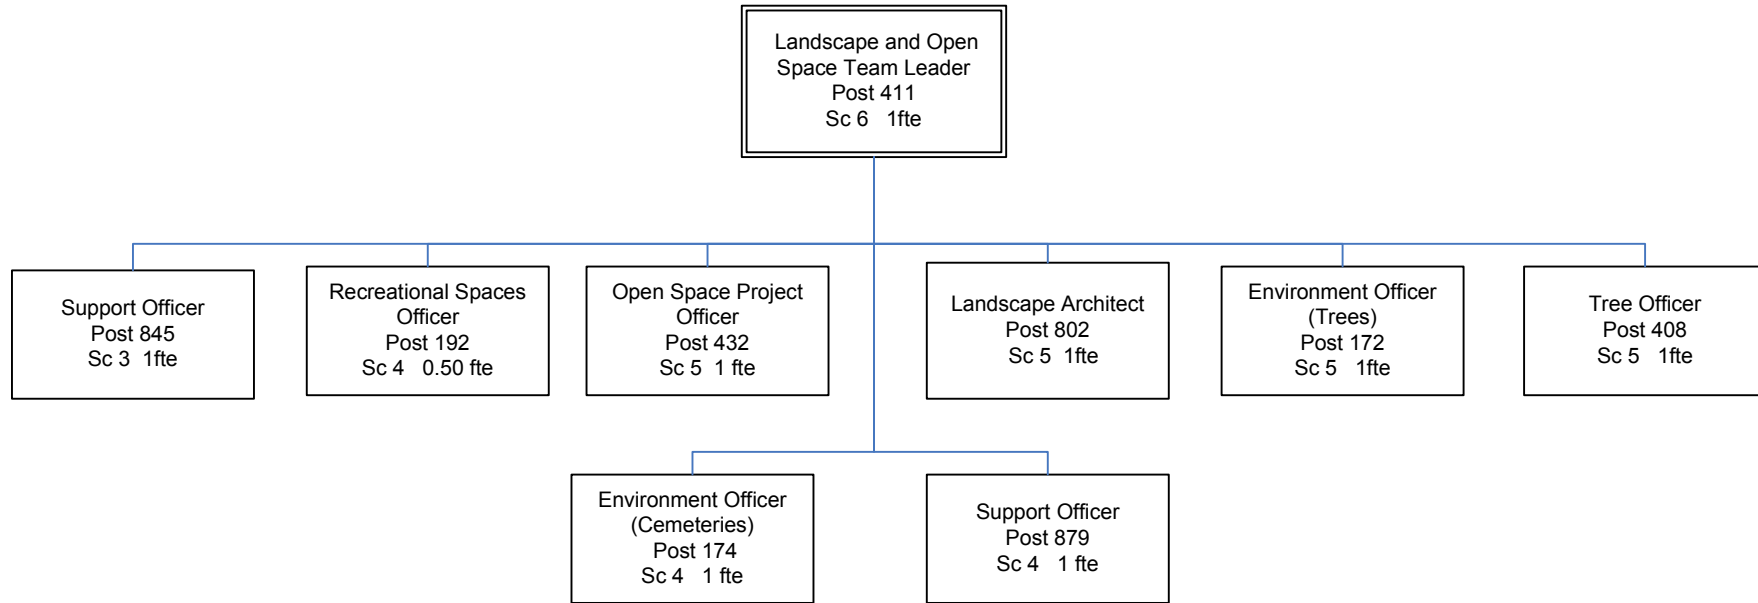 Landscape and Open
Space Team Leader
Post 411
Sc 6 1fte
Support Officer
Post 845
Sc 3 1fte
Recreational Spaces
Officer
Post 192
Sc 4 0.50 fte
Open Space Project
Officer
Post 432
Sc 5 1 fte
Landscape Architect
Post 802
Sc 5 1fte
Environment Officer
(Trees)
Post 172
Sc 5 1fte
Tree Officer
Post 408
Sc 5 1fte
Environment Officer
(Cemeteries)
Post 174
Sc 4 1 fte
Support Officer
Post 879
Sc 4 1 fte